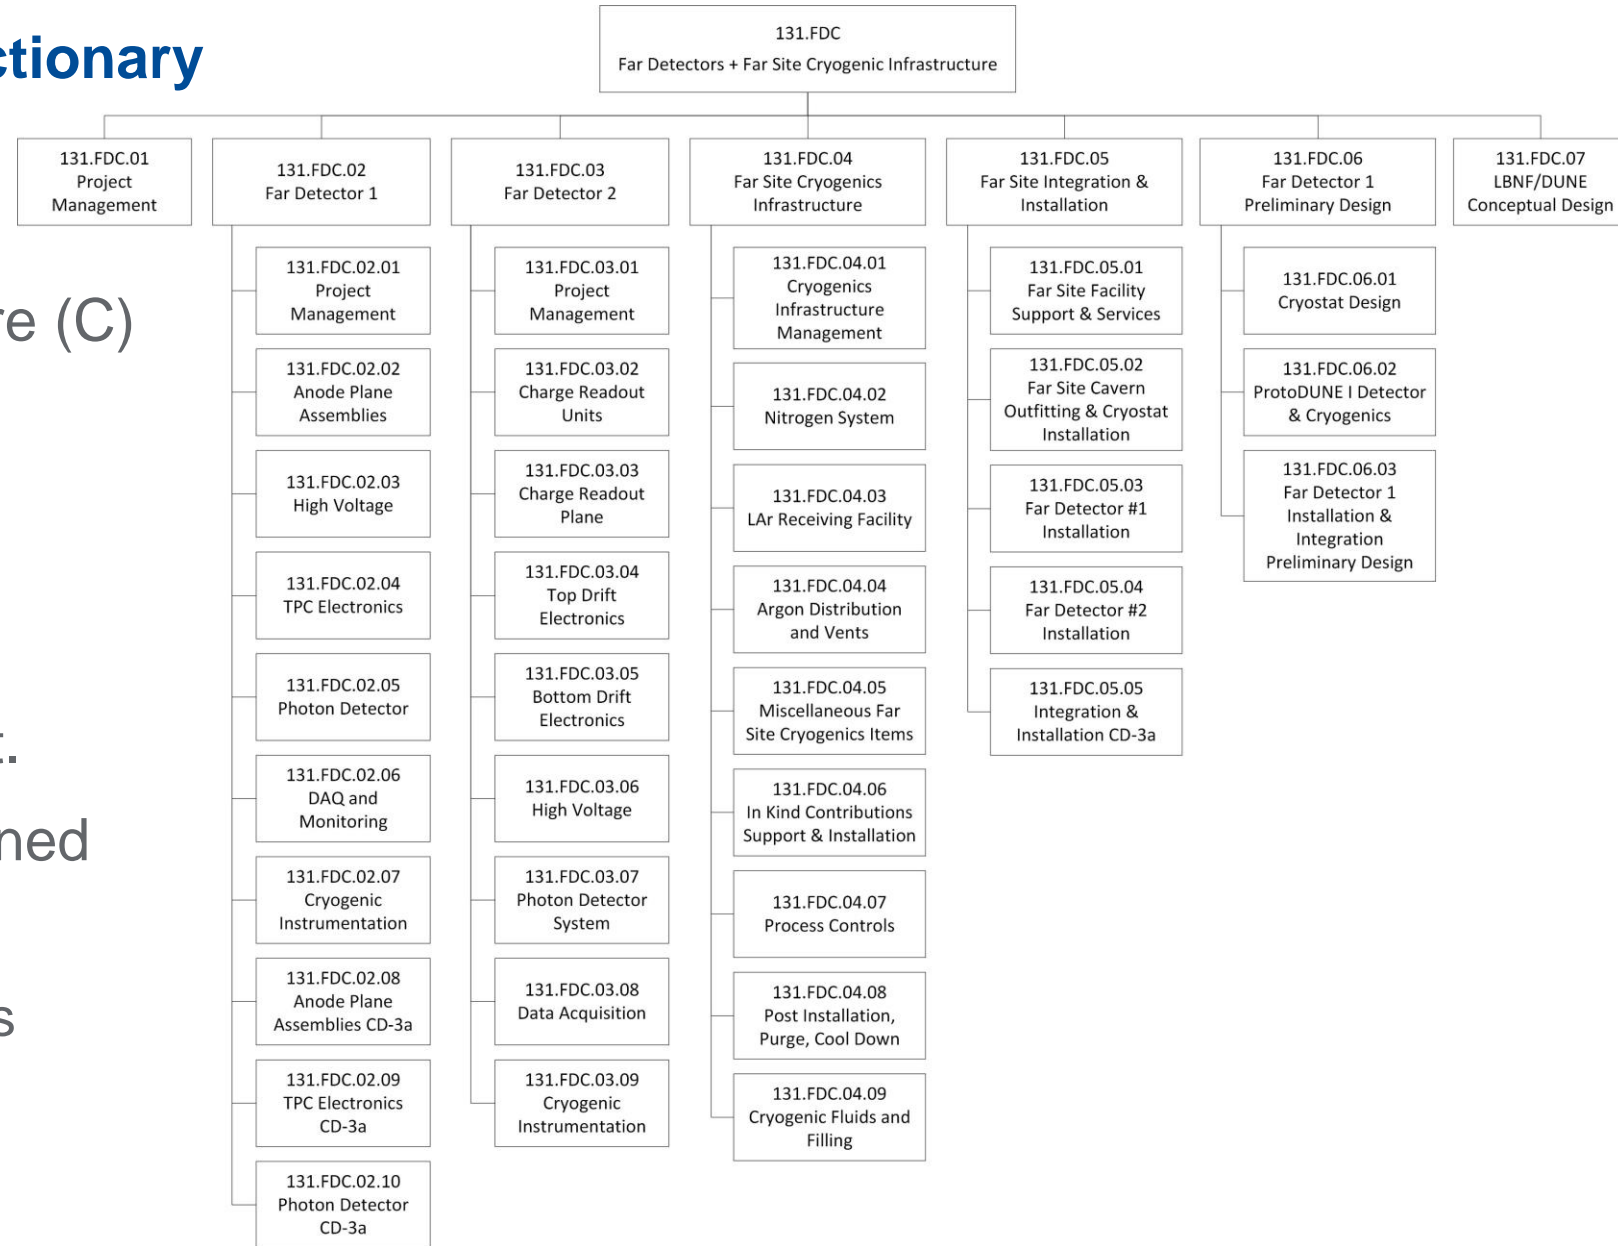 ctionary
re (C)
t.
ned
s
131.FDC
Far Detectors + Far Site Cryogenic Infrastructure
131.FDC.01
Project
Management
131.FDC.02
Far Detector 1
131.FDC.03
Far Detector 2
131.FDC.04
Far Site Cryogenics
Infrastructure
131.FDC.05
Far Site Integration &
Installation
131.FDC.06
Far Detector 1
Preliminary Design
131.FDC.07
LBNF/DUNE
Conceptual Design
131.FDC.02.01
Project
Management
131.FDC.02.02
Anode Plane
Assemblies
131.FDC.02.03
High Voltage
131.FDC.02.04
TPC Electronics
131.FDC.02.05
Photon Detector
131.FDC.02.06
DAQ and
Monitoring
131.FDC.02.07
Cryogenic
Instrumentation
131.FDC.02.08
Anode Plane
Assemblies CD-3a
131.FDC.02.09
TPC Electronics
CD-3a
131.FDC.02.10
Photon Detector
CD-3a
131.FDC.03.01
Project
Management
131.FDC.03.02
Charge Readout
Units
131.FDC.03.03
Charge Readout
Plane
131.FDC.03.04
Top Drift
Electronics
131.FDC.03.05
Bottom Drift
Electronics
131.FDC.03.06
High Voltage
131.FDC.03.07
Photon Detector
System
131.FDC.03.08
Data Acquisition
131.FDC.03.09
Cryogenic
Instrumentation
131.FDC.04.01
Cryogenics
Infrastructure
Management
131.FDC.04.02
Nitrogen System
131.FDC.04.03
LAr Receiving Facility
131.FDC.04.04
Argon Distribution
and Vents
131.FDC.04.05
Miscellaneous Far
Site Cryogenics Items
131.FDC.04.06
In Kind Contributions
Support & Installation
131.FDC.04.07
Process Controls
131.FDC.04.08
Post Installation,
Purge, Cool Down
131.FDC.04.09
Cryogenic Fluids and
Filling
131.FDC.05.01
Far Site Facility
Support & Services
131.FDC.05.02
Far Site Cavern
Outfitting & Cryostat
Installation
131.FDC.05.03
Far Detector #1
Installation
131.FDC.05.04
Far Detector #2
Installation
131.FDC.05.05
Integration &
Installation CD-3a
131.FDC.06.01
Cryostat Design
131.FDC.06.02
ProtoDUNE I Detector
& Cryogenics
131.FDC.06.03
Far Detector 1
Installation &
Integration
Preliminary Design